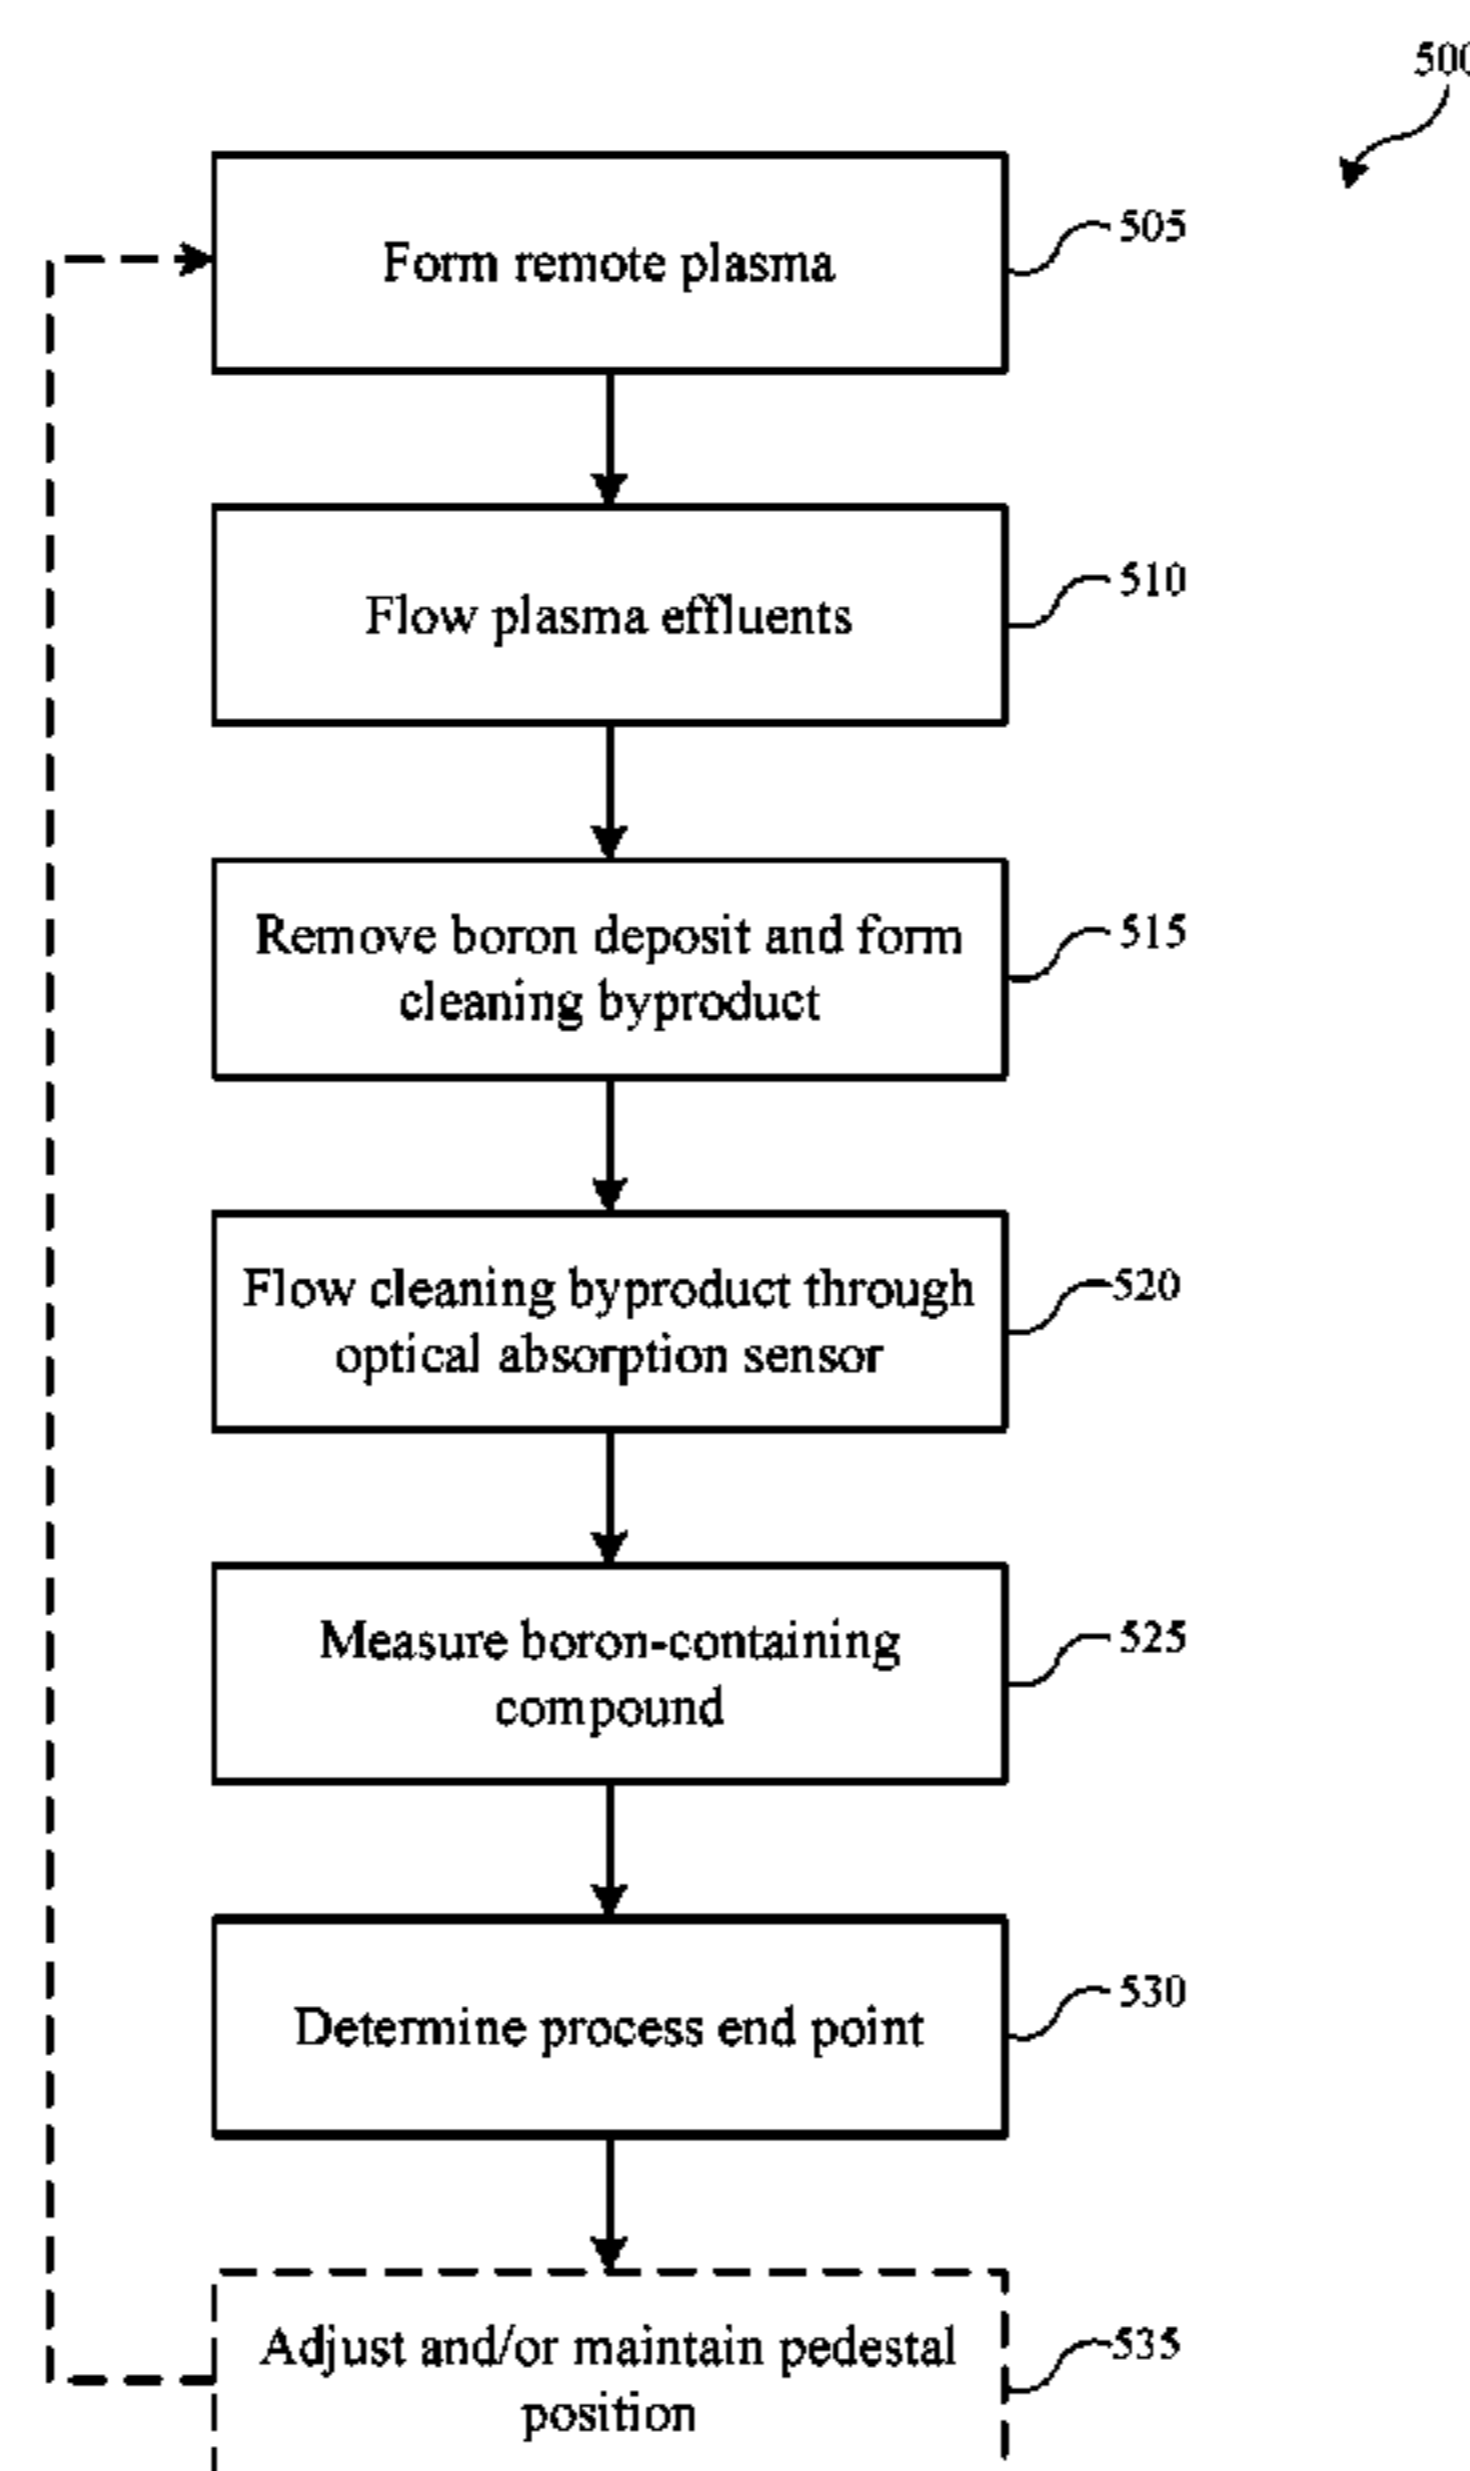 500
Form remote plasma
505
Flow plasma effluents
510
Remove boron deposit and form
cleaning byproduct
515
Flow cleaning byproduct through
optical absorption sensor
520
Measure boron-containing
compound
525
Determine process end point
530
Adjust and/or maintain pedestal
position
535